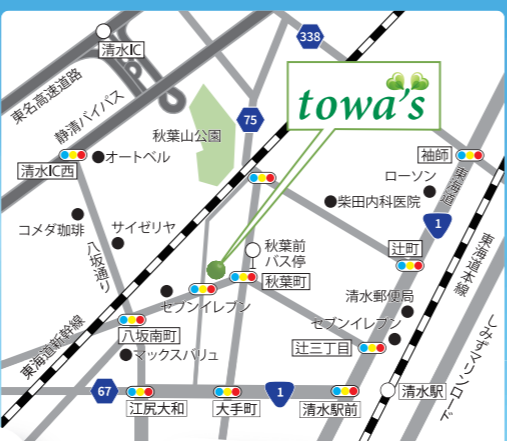 338
清水IC
東名高速道路
静清バイパス
towa's
75
秋葉山公園
袖師
オートベル
清水IC西
ローソン
東海道
柴田内科医院
1
コメダ珈琲
サイゼリヤ
八坂通り
秋葉前
バス停
辻町
東海道本線
秋葉町
セブンイレブン
清水郵便局
セブンイレブン
しみずマリンロード
東海道新幹線
八坂南町
マックスバリュ
辻三丁目
67
1
清水駅
江尻大和
大手町
清水駅前